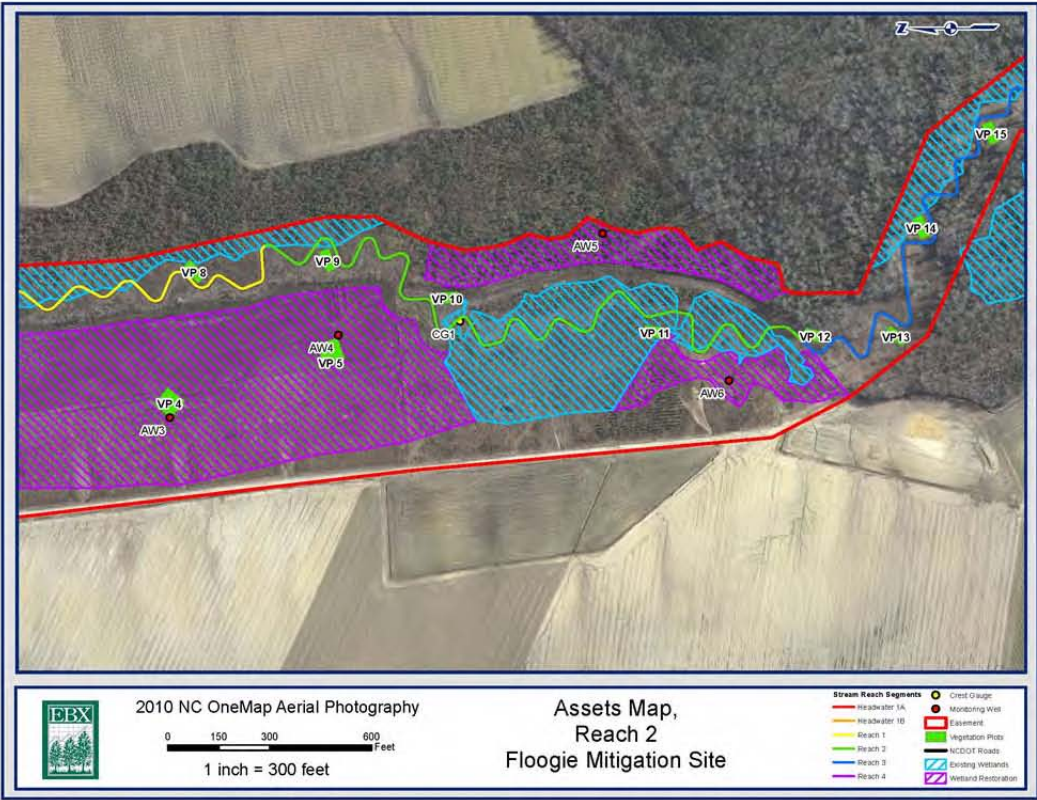 Z
VP 15
VP 14
AW5
VP 9
VP 8
VP 10
CG1
VP 11
VP 12
VP13
AW4
VP 5
AW6
VP 4
AW3
EBX
2010 NC OneMap Aerial Photography
0 150 300 600
Feet
1 inch = 300 feet
Assets Map,
Reach 2
Floogie Mitigation Site
Stream Reach Segments
Headwater 1A
Headwater 1B
Reach 1
Reach 2
Reach 3
Reach 4
Crest Gauge
Monitoring Well
Easement
Vegetation Plots
NCDOT Roads
Existing Wetlands
Wetland Restoration